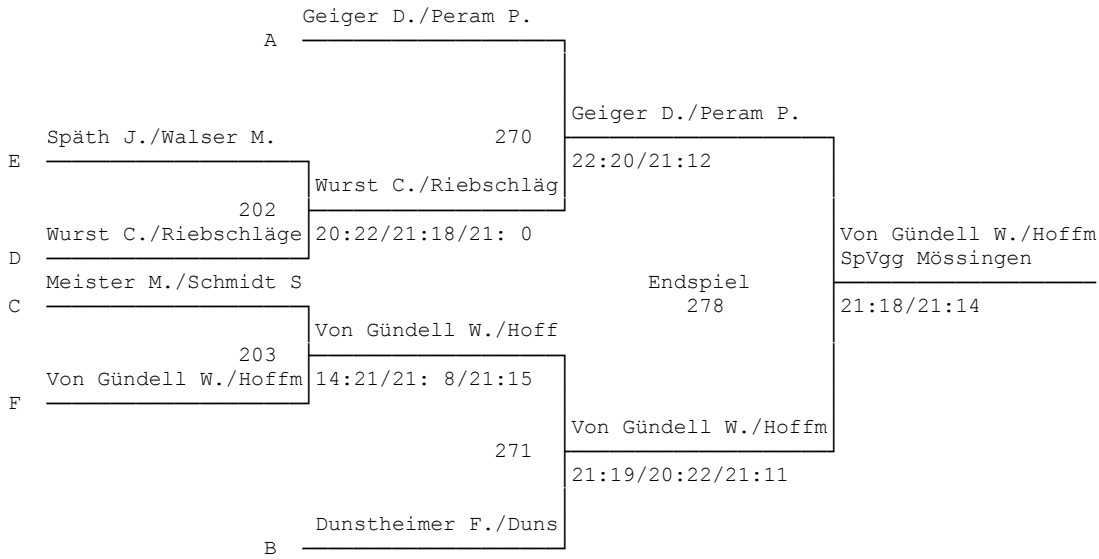 Geiger D./Peram P.
A
Geiger D./Peram P.
Späth J./Walser M. 270
E 22:20/21:12
Wurst C./Riebschläg
202
Wurst C./Riebschläge 20:22/21:18/21: 0 Von Gündell W./Hoffm
D SpVgg Mössingen
Meister M./Schmidt S Endspiel
C 278 21:18/21:14
Von Gündell W./Hoff
203
Von Gündell W./Hoffm 14:21/21: 8/21:15
F
Von Gündell W./Hoffm
271
21:19/20:22/21:11
Dunstheimer F./Duns
B